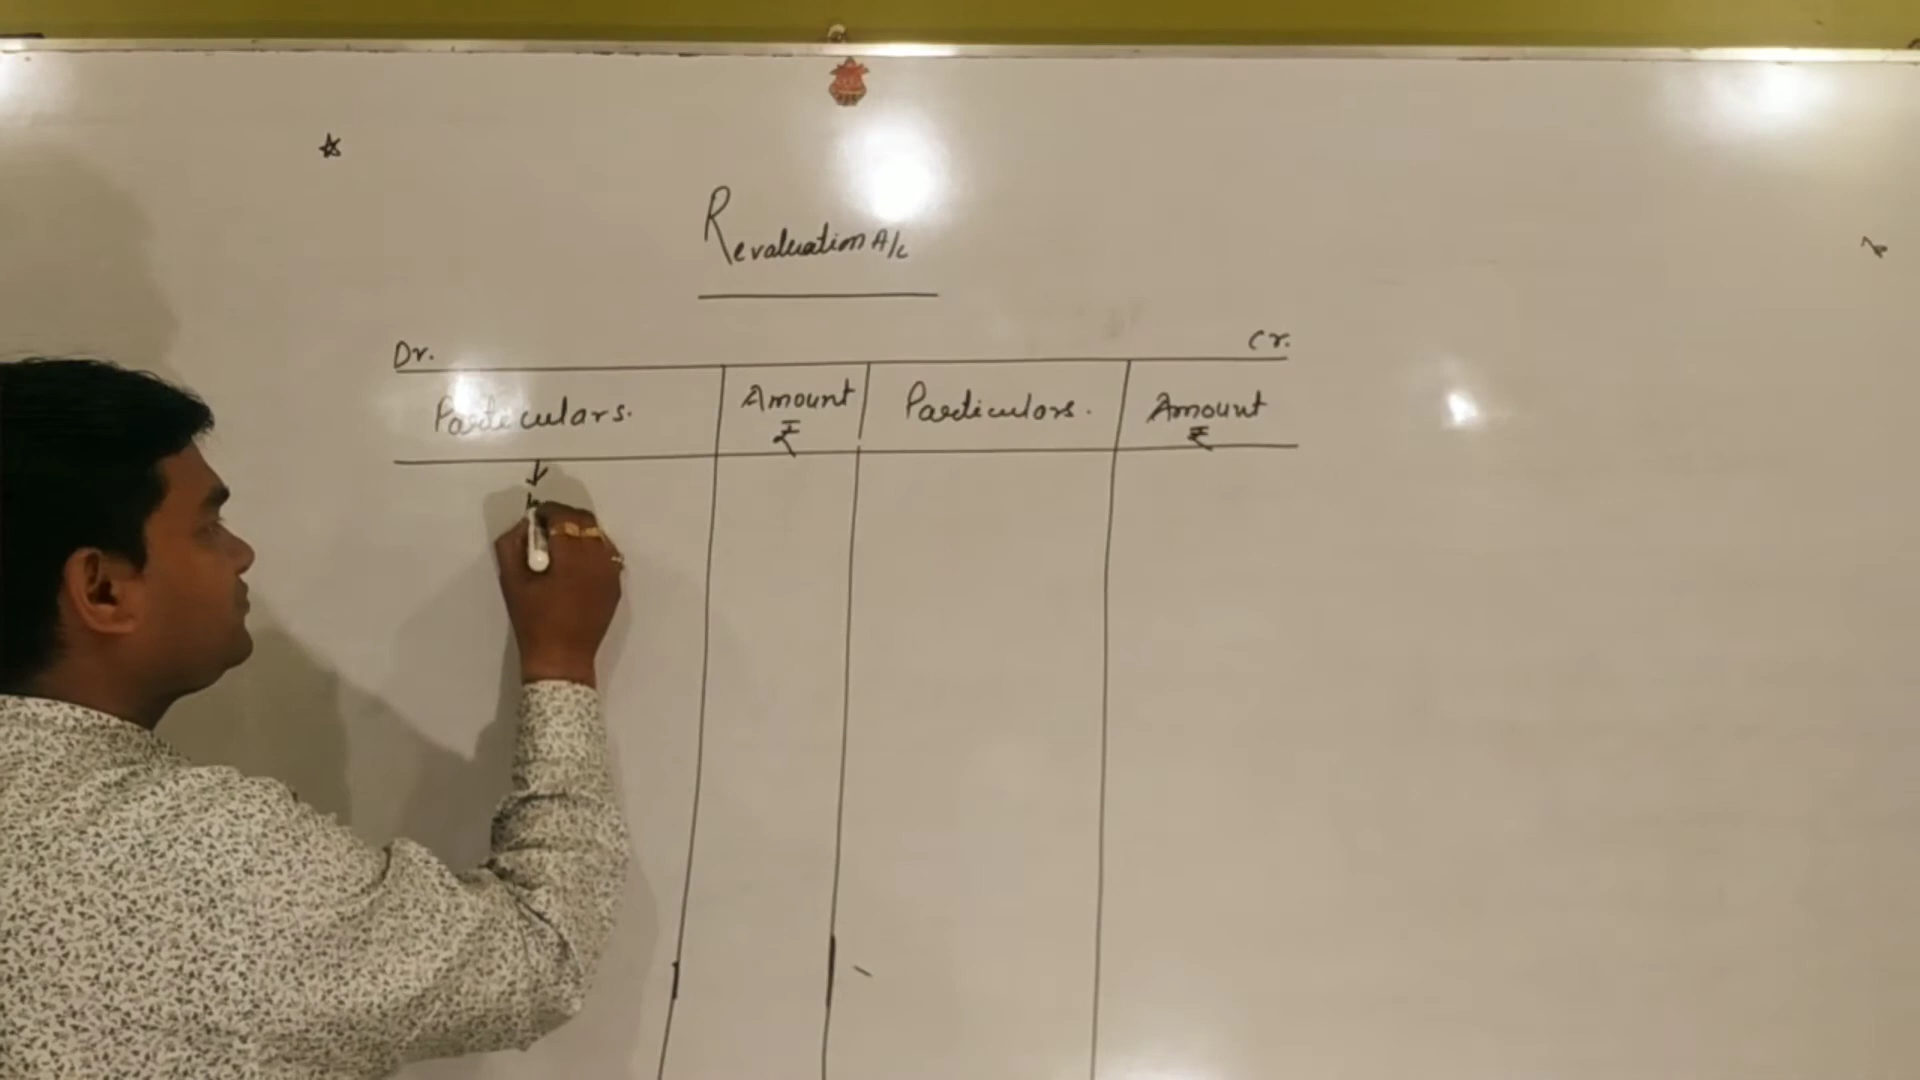 Revaluation A/c
Dr. Cr.
Particulars. Amount Particulars. Amount
₹ ₹